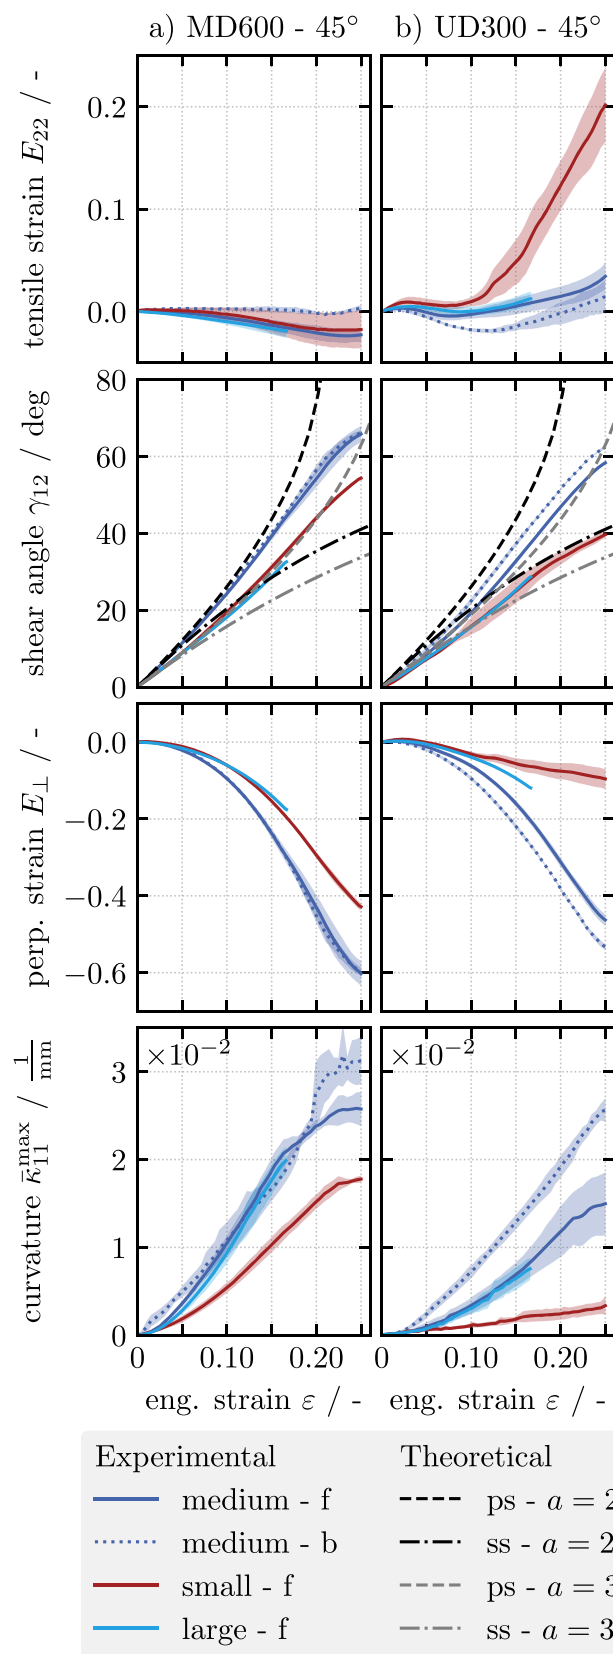 a) MD600 - 45° b) UD300 - 45°
tensile strain E₂₂ / -
0.2
0.1
0.0
shear angle γ₁₂ / deg
80
60
40
20
0
perp. strain E⊥ / -
0.0
−0.2
−0.4
−0.6
curvature κ̄₁₁ᵐᵃˣ / 1/mm
×10⁻² ×10⁻²
3
2
1
0
0 0.10 0.20 0 0.10 0.20
eng. strain ε / - eng. strain ε / -
Experimental Theoretical
medium - f ps - a = 2
medium - b ss - a = 2
small - f ps - a = 3
large - f ss - a = 3